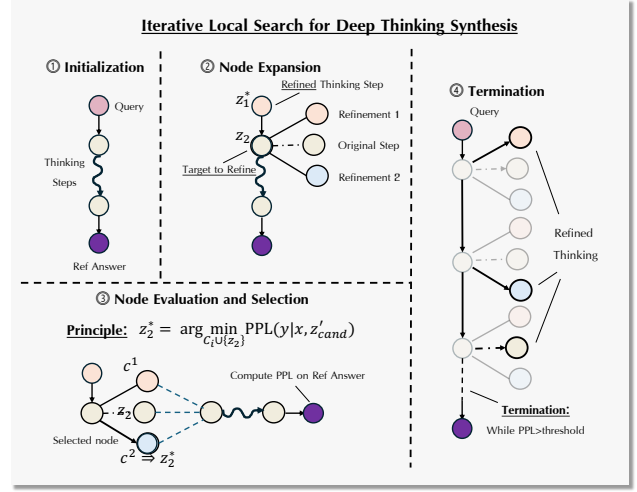 Iterative Local Search for Deep Thinking Synthesis
① Initialization
Query
Thinking
Steps
Ref Answer
② Node Expansion
Refined Thinking Step
z₁*
Refinement 1
z₂
Original Step
Target to Refine
Refinement 2
③ Node Evaluation and Selection
Principle: z₂* = arg min PPL(y|x, z′cand)
Cᵢ∪{z₂}
c¹
Compute PPL on Ref Answer
z₂
Selected node
c² ⇒ z₂*
④ Termination
Query
Refined
Thinking
Termination:
While PPL>threshold